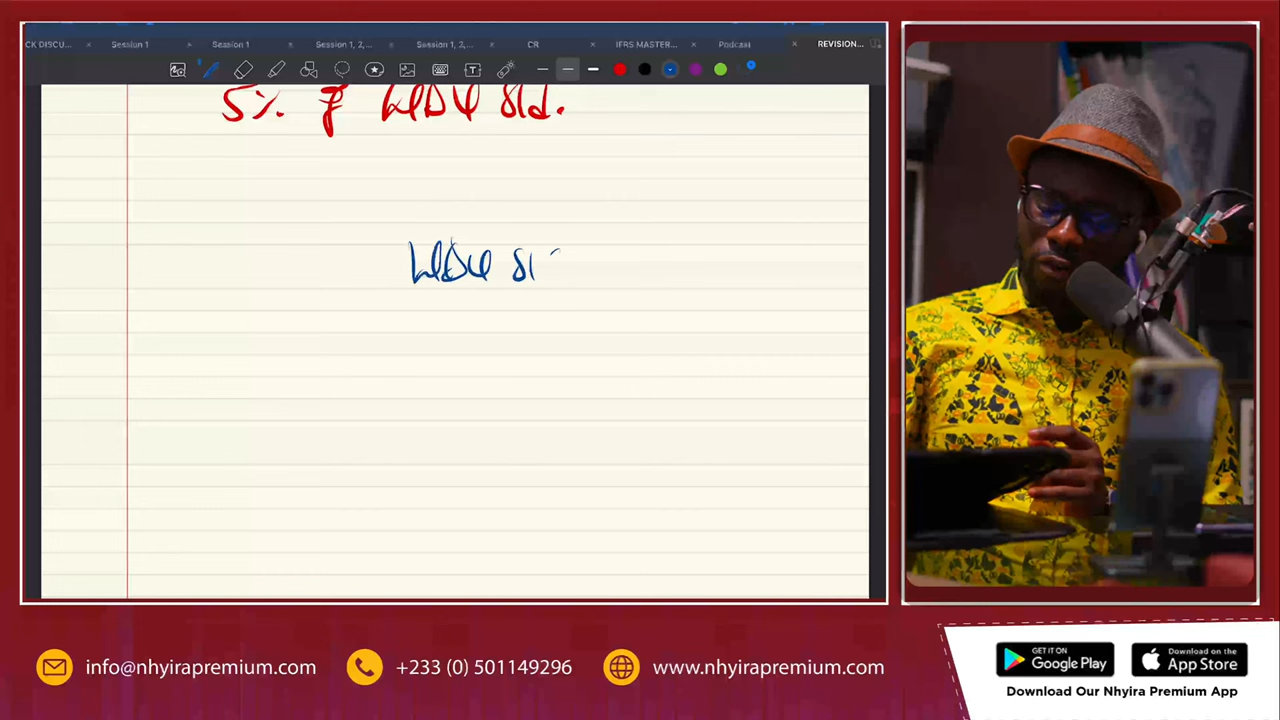 CK DISCU... Session 1 Session 1 Session 1, 2,... Session 1, 2,... CR IFRS MASTER... Podcast REVISION...
5%
info@nhyirapremium.com +233 (0) 501149296 www.nhyirapremium.com
GET IT ON Google Play
Download on the App Store
Download Our Nhyira Premium App